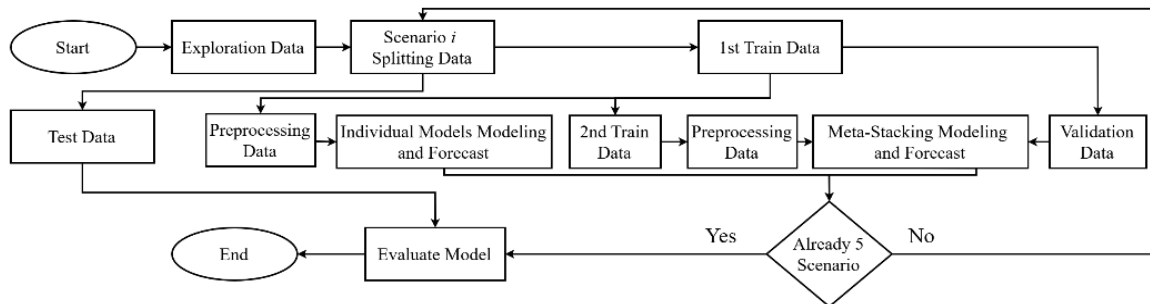 Start
Exploration Data
Scenario i
Splitting Data
1st Train Data
Test Data
Preprocessing
Data
Individual Models Modeling
and Forecast
2nd Train
Data
Preprocessing
Data
Meta-Stacking Modeling
and Forecast
Validation
Data
End
Evaluate Model
Yes
Already 5
Scenario
No